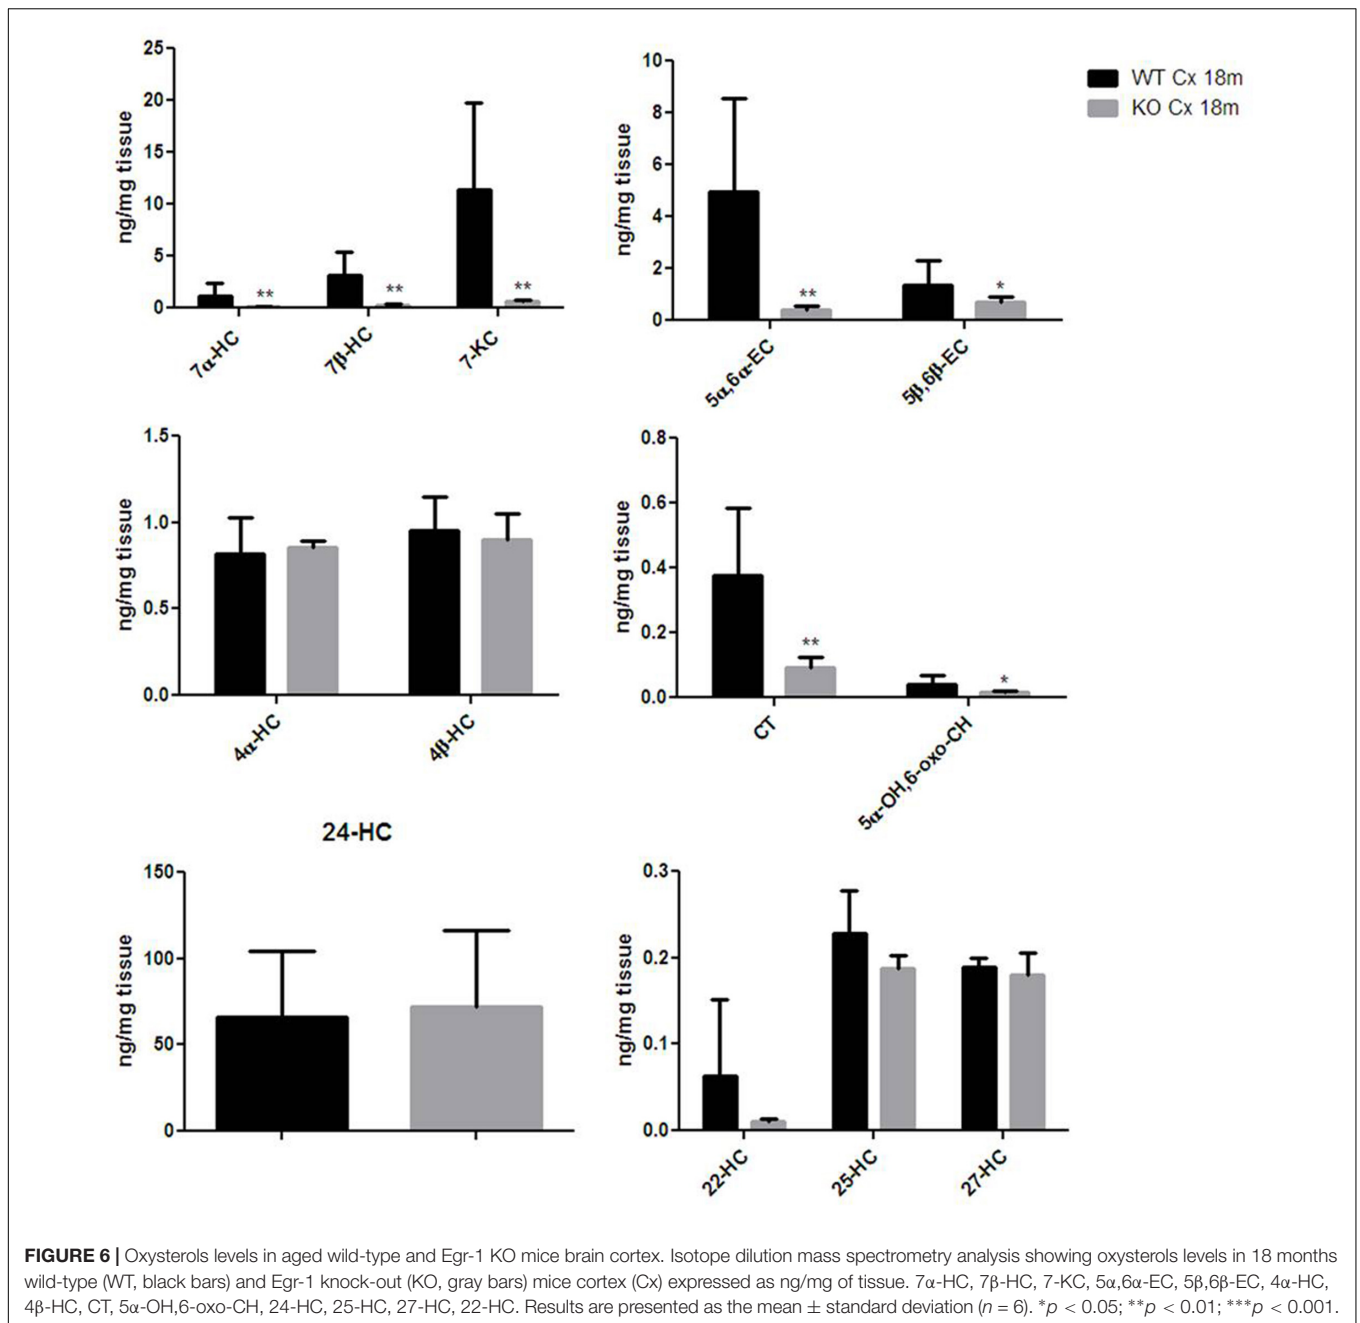 25
20
15
10
5
0
ng/mg tissue
7α-HC
7β-HC
7-KC
**
**
**
10
8
6
4
2
0
ng/mg tissue
5α,6α-EC
5β,6β-EC
**
*
WT Cx 18m
KO Cx 18m
1.5
1.0
0.5
0.0
ng/mg tissue
4α-HC
4β-HC
0.8
0.6
0.4
0.2
0.0
ng/mg tissue
CT
5α-OH,6-oxo-CH
**
*
24-HC
150
100
50
0
ng/mg tissue
0.3
0.2
0.1
0.0
ng/mg tissue
22-HC
25-HC
27-HC
FIGURE 6 | Oxysterols levels in aged wild-type and Egr-1 KO mice brain cortex. Isotope dilution mass spectrometry analysis showing oxysterols levels in 18 months
wild-type (WT, black bars) and Egr-1 knock-out (KO, gray bars) mice cortex (Cx) expressed as ng/mg of tissue. 7α-HC, 7β-HC, 7-KC, 5α,6α-EC, 5β,6β-EC, 4α-HC,
4β-HC, CT, 5α-OH,6-oxo-CH, 24-HC, 25-HC, 27-HC, 22-HC. Results are presented as the mean ± standard deviation (n = 6). *p < 0.05; **p < 0.01; ***p < 0.001.